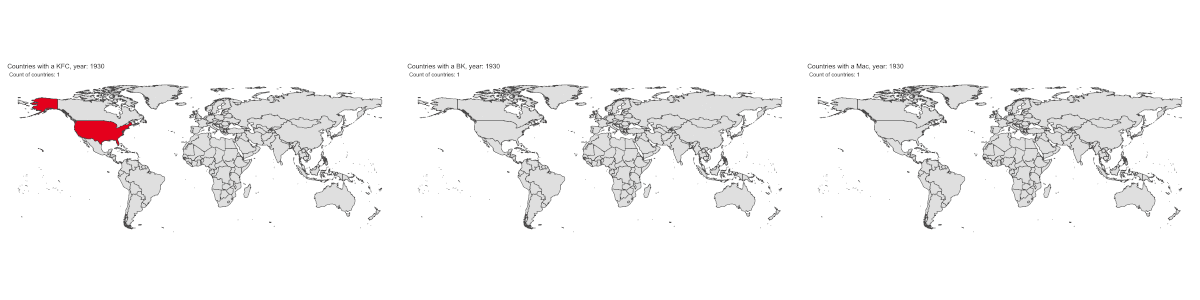 Countries with a KFC, year: 1930
Count of countries: 1
Countries with a BK, year: 1930
Count of countries: 1
Countries with a Mac, year: 1930
Count of countries: 1